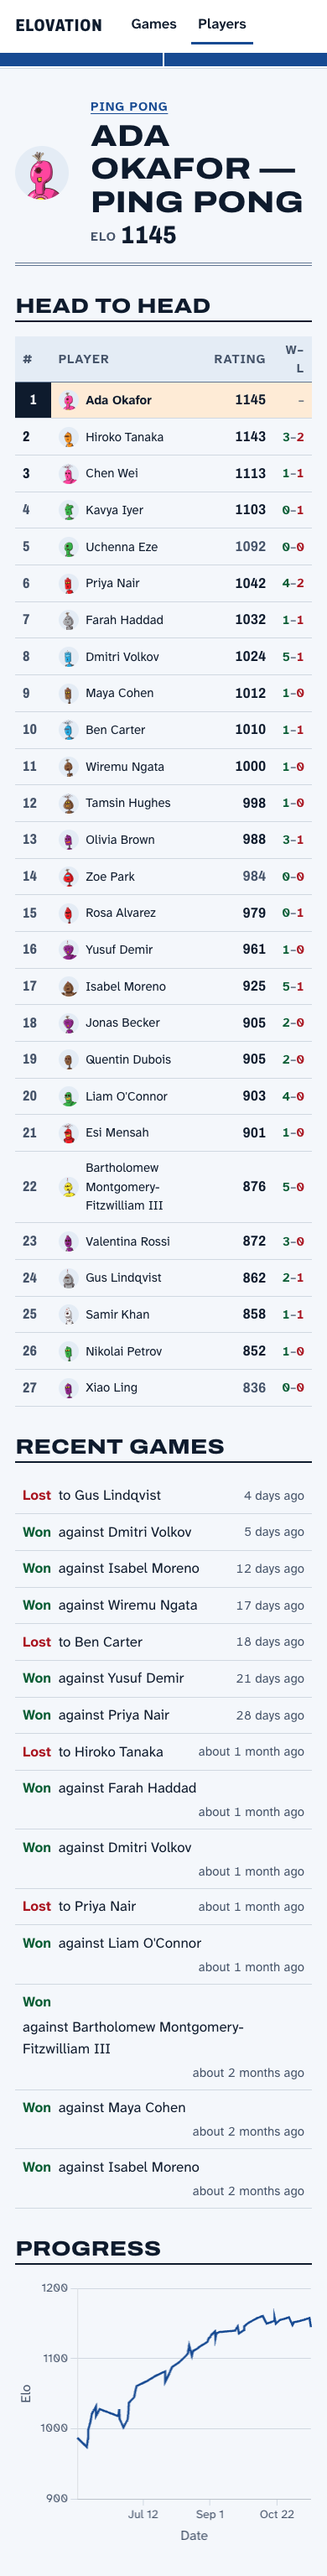 ELOVATION Games Players
PING PONG
ADA
OKAFOR —
PING PONG
ELO 1145
HEAD TO HEAD
# PLAYER RATING W–
L
1 Ada Okafor 1145 –
2 Hiroko Tanaka 1143 3–2
3 Chen Wei 1113 1–1
4 Kavya Iyer 1103 0–1
5 Uchenna Eze 1092 0–0
6 Priya Nair 1042 4–2
7 Farah Haddad 1032 1–1
8 Dmitri Volkov 1024 5–1
9 Maya Cohen 1012 1–0
10 Ben Carter 1010 1–1
11 Wiremu Ngata 1000 1–0
12 Tamsin Hughes 998 1–0
13 Olivia Brown 988 3–1
14 Zoe Park 984 0–0
15 Rosa Alvarez 979 0–1
16 Yusuf Demir 961 1–0
17 Isabel Moreno 925 5–1
18 Jonas Becker 905 2–0
19 Quentin Dubois 905 2–0
20 Liam O'Connor 903 4–0
21 Esi Mensah 901 1–0
22 Bartholomew
Montgomery-
Fitzwilliam III 876 5–0
23 Valentina Rossi 872 3–0
24 Gus Lindqvist 862 2–1
25 Samir Khan 858 1–1
26 Nikolai Petrov 852 1–0
27 Xiao Ling 836 0–0
RECENT GAMES
Lost to Gus Lindqvist 4 days ago
Won against Dmitri Volkov 5 days ago
Won against Isabel Moreno 12 days ago
Won against Wiremu Ngata 17 days ago
Lost to Ben Carter 18 days ago
Won against Yusuf Demir 21 days ago
Won against Priya Nair 28 days ago
Lost to Hiroko Tanaka about 1 month ago
Won against Farah Haddad
about 1 month ago
Won against Dmitri Volkov
about 1 month ago
Lost to Priya Nair about 1 month ago
Won against Liam O'Connor
about 1 month ago
Won
against Bartholomew Montgomery-
Fitzwilliam III
about 2 months ago
Won against Maya Cohen
about 2 months ago
Won against Isabel Moreno
about 2 months ago
PROGRESS
1200
1100
Elo
1000
900
Jul 12 Sep 1 Oct 22
Date